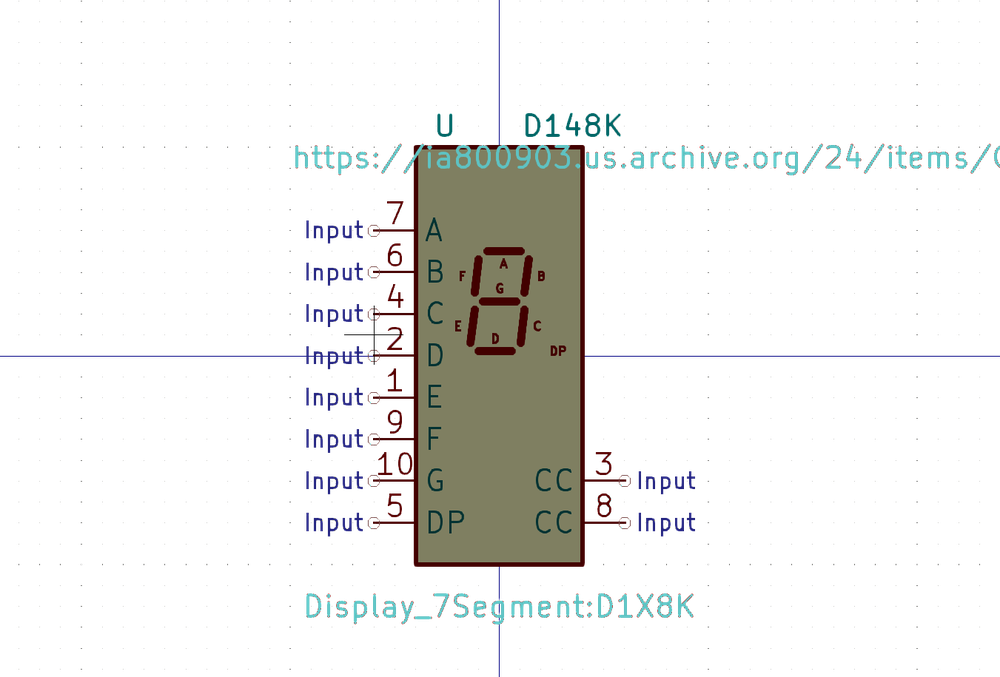 U D148K
https://ia800903.us.archive.org/24/items/
7
Input A
6
Input B
4
Input C
2
Input D
1
Input E
9
Input F
10
Input G
5
Input DP
A
F B
G
E C
D
DP
3
CC Input
8
CC Input
Display_7Segment:D1X8K